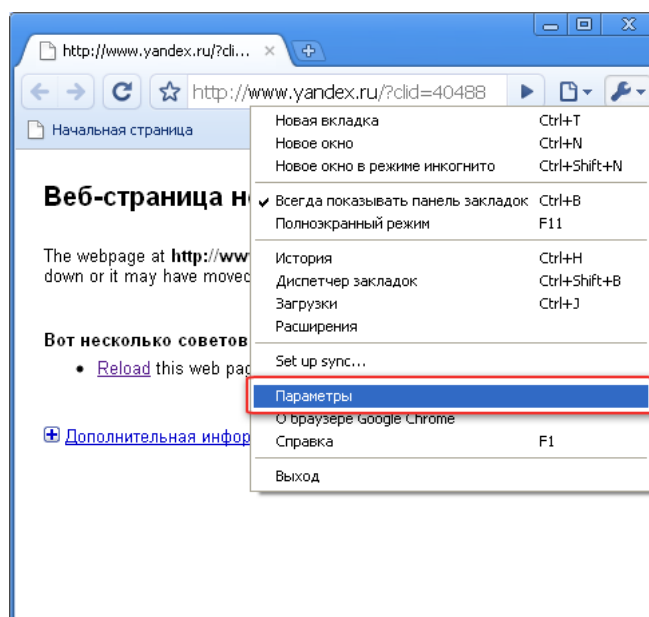 http://www.yandex.ru/?cli...
http://www.yandex.ru/?clid=40488
Начальная страница
Новая вкладка Ctrl+T
Новое окно Ctrl+N
Новое окно в режиме инкогнито Ctrl+Shift+N
Всегда показывать панель закладок Ctrl+B
Полноэкранный режим F11
История Ctrl+H
Диспетчер закладок Ctrl+Shift+B
Загрузки Ctrl+J
Расширения
Set up sync...
Параметры
О браузере Google Chrome
Справка F1
Выход
Веб-страница
The webpage at http://www
down or it may have moved
Вот несколько советов
Reload this web
Дополнительная